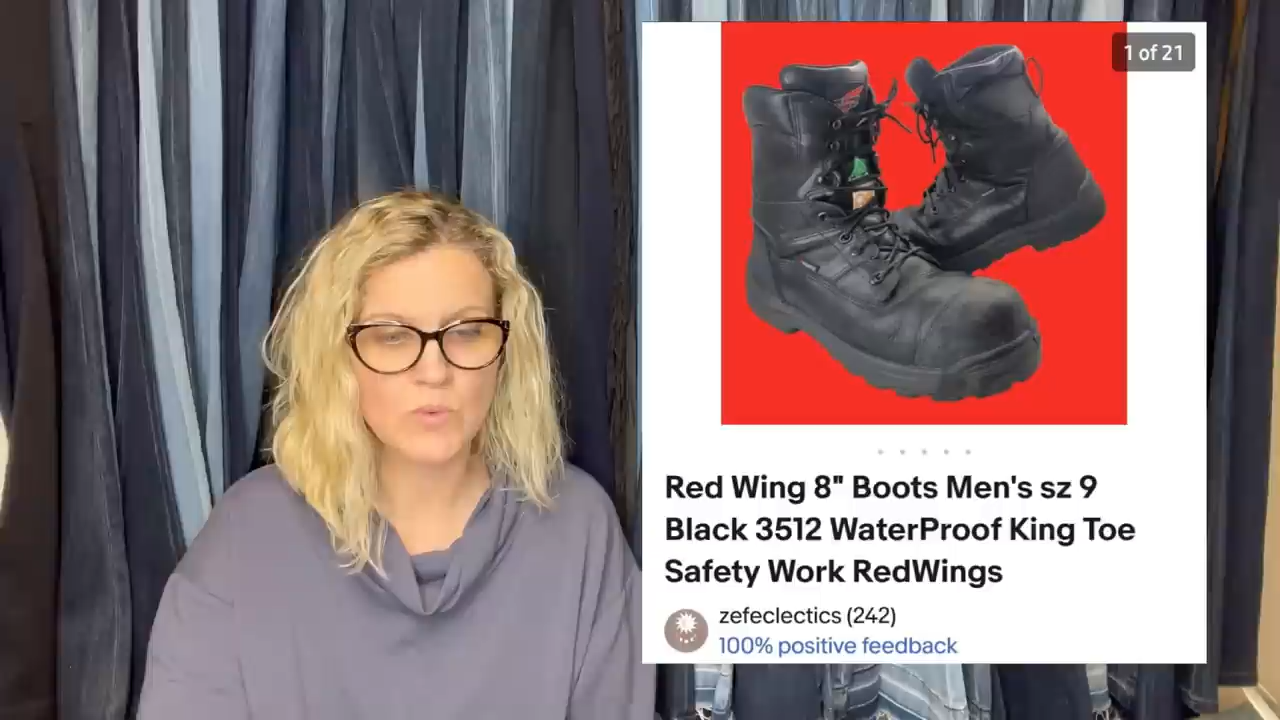 1 of 21
Red Wing 8" Boots Men's sz 9
Black 3512 WaterProof King Toe
Safety Work RedWings
zefeclectics (242)
100% positive feedback